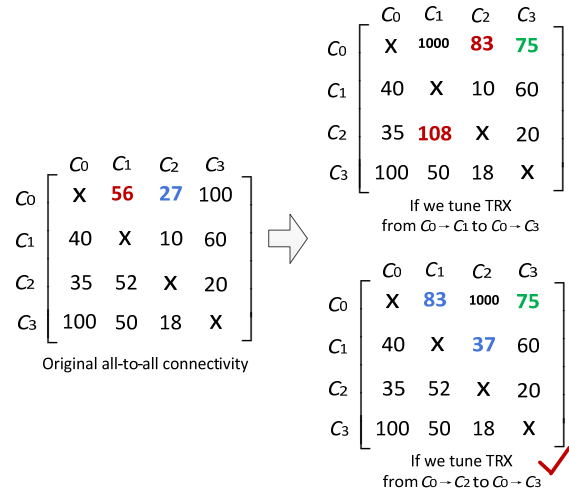 C0 C1 C2 C3
C0 X 56 27 100
C1 40 X 10 60
C2 35 52 X 20
C3 100 50 18 X
Original all-to-all connectivity
C0 C1 C2 C3
C0 X 1000 83 75
C1 40 X 10 60
C2 35 108 X 20
C3 100 50 18 X
If we tune TRX
from C0→C1 to C0→C3
C0 C1 C2 C3
C0 X 83 1000 75
C1 40 X 37 60
C2 35 52 X 20
C3 100 50 18 X
If we tune TRX
from C0→C2 to C0→C3